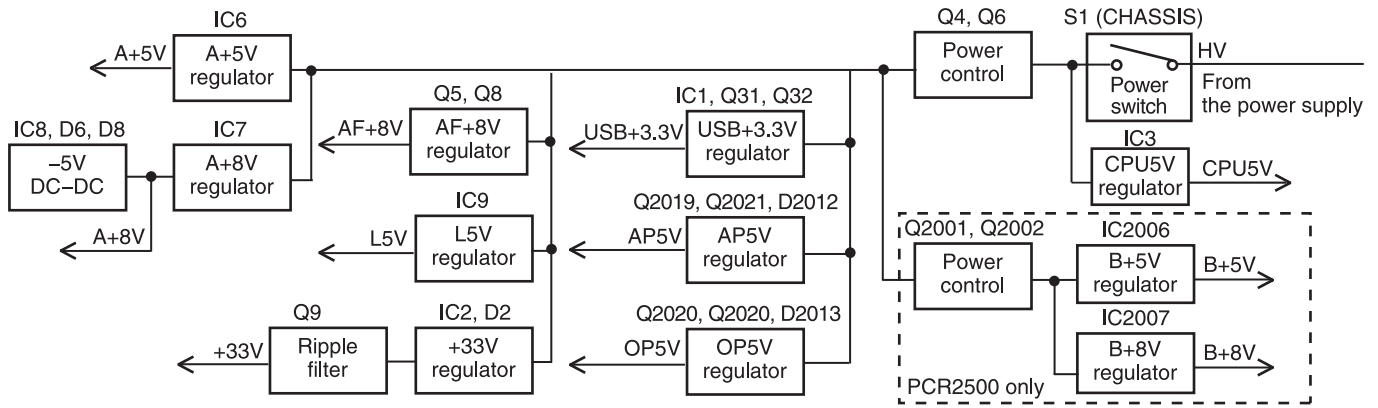 IC6
A+5V
A+5V
regulator
Q4, Q6
Power
control
S1 (CHASSIS)
Power
switch
HV
From
the power supply
IC8, D6, D8
–5V
DC–DC
IC7
A+8V
regulator
A+8V
Q5, Q8
AF+8V
AF+8V
regulator
IC1, Q31, Q32
USB+3.3V
USB+3.3V
regulator
IC3
CPU5V
regulator
CPU5V
IC9
L5V
L5V
regulator
Q2019, Q2021, D2012
AP5V
AP5V
regulator
Q2001, Q2002
Power
control
IC2006
B+5V
regulator
B+5V
Q9
+33V
Ripple
filter
IC2, D2
+33V
regulator
Q2020, Q2020, D2013
OP5V
OP5V
regulator
IC2007
B+8V
regulator
B+8V
PCR2500 only